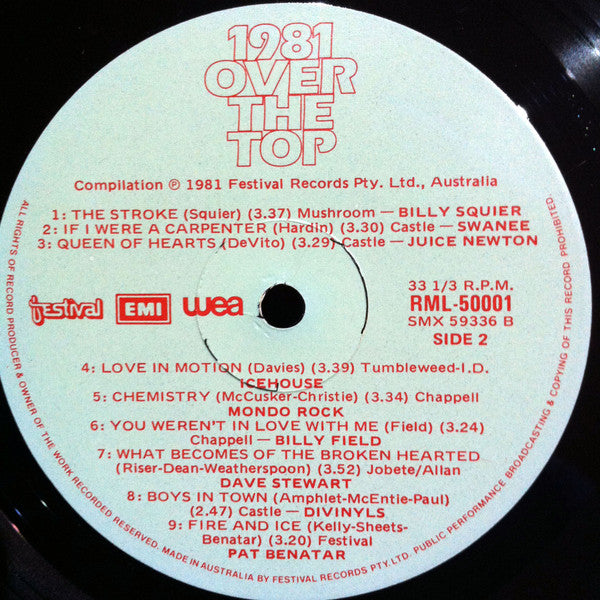 1981
OVER
THE
TOP
Compilation ℗ 1981 Festival Records Pty. Ltd., Australia
1: THE STROKE (Squier) (3.37) Mushroom — BILLY SQUIER
2: IF I WERE A CARPENTER (Hardin) (3.30) Castle — SWANEE
3: QUEEN OF HEARTS (DeVito) (3.29) Castle — JUICE NEWTON
festival EMI wea
33 1/3 R.P.M.
RML-50001
SMX 59336 B
SIDE 2
4: LOVE IN MOTION (Davies) (3.39) Tumbleweed-I.D.
ICEHOUSE
5: CHEMISTRY (McCusker-Christie) (3.34) Chappell
MONDO ROCK
6: YOU WEREN'T IN LOVE WITH ME (Field) (3.24)
Chappell — BILLY FIELD
7: WHAT BECOMES OF THE BROKEN HEARTED
(Riser-Dean-Weatherspoon) (3.52) Jobete/Allan
DAVE STEWART
8: BOYS IN TOWN (Amphlet-McEntie-Paul)
(2.47) Castle — DIVINYLS
9: FIRE AND ICE (Kelly-Sheets-
Benatar) (3.20) Festival
PAT BENATAR
ALL RIGHTS OF RECORD PRODUCER & OWNER OF THE WORK RECORDED RESERVED. MADE IN AUSTRALIA BY FESTIVAL RECORDS PTY. LTD. PUBLIC PERFORMANCE BROADCASTING & COPYING OF THIS RECORD PROHIBITED